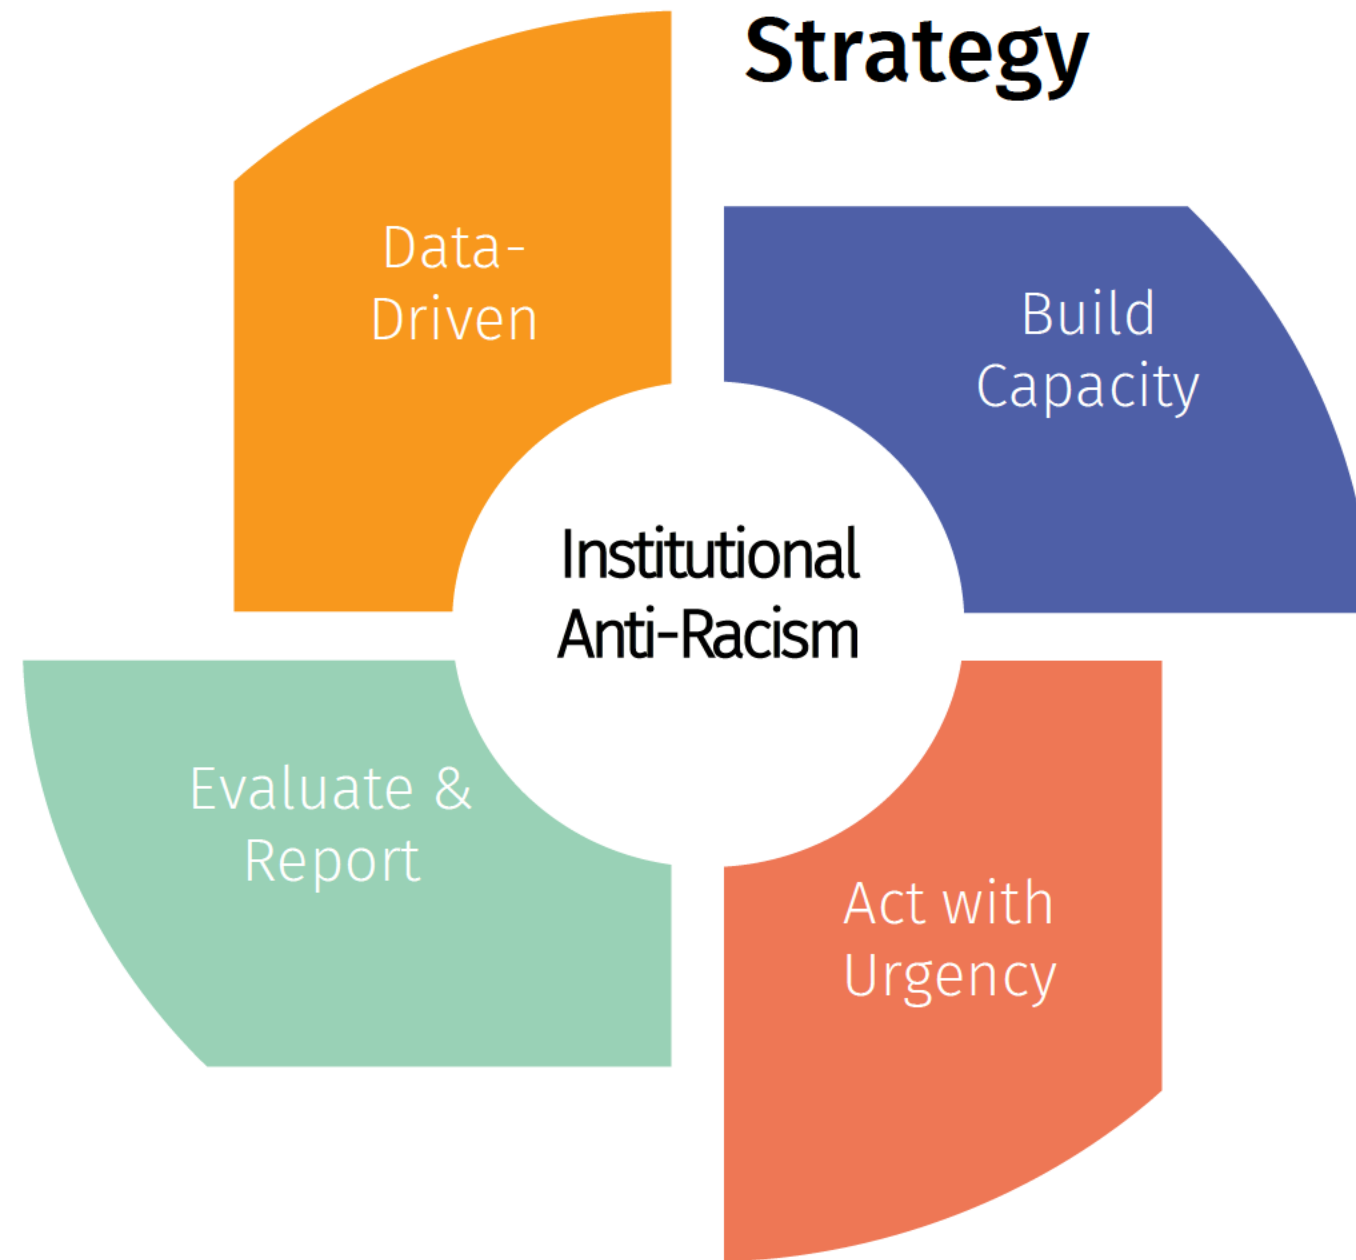 Strategy
Data-
Driven
Build
Capacity
Institutional
Anti-Racism
Evaluate &
Report
Act with
Urgency